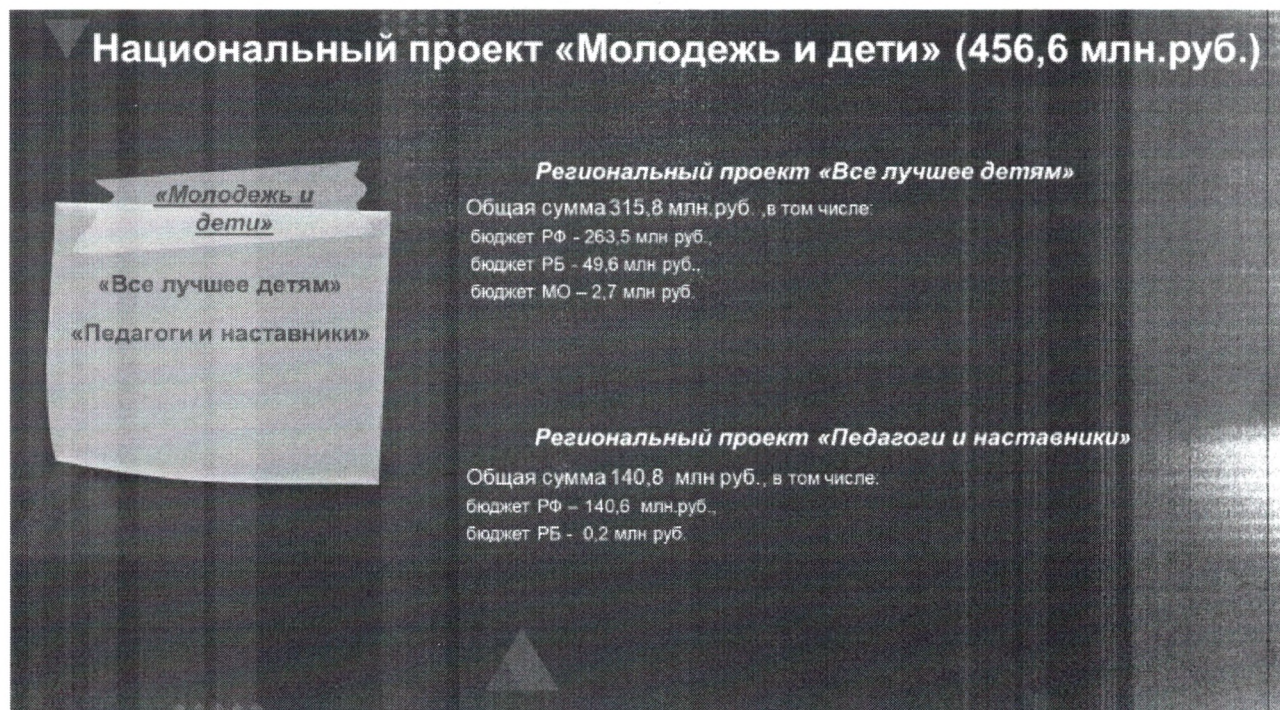 Национальный проект «Молодежь и дети» (456,6 млн.руб.)
«Молодежь и
дети»
«Все лучшее детям»
«Педагоги и наставники»
Региональный проект «Все лучшее детям»
Общая сумма 315,8 млн.руб. ,в том числе:
бюджет РФ - 263,5 млн руб.,
бюджет РБ - 49,6 млн руб.,
бюджет МО – 2,7 млн руб.
Региональный проект «Педагоги и наставники»
Общая сумма 140,8 млн руб., в том числе:
бюджет РФ – 140,6 млн.руб.,
бюджет РБ - 0,2 млн руб.